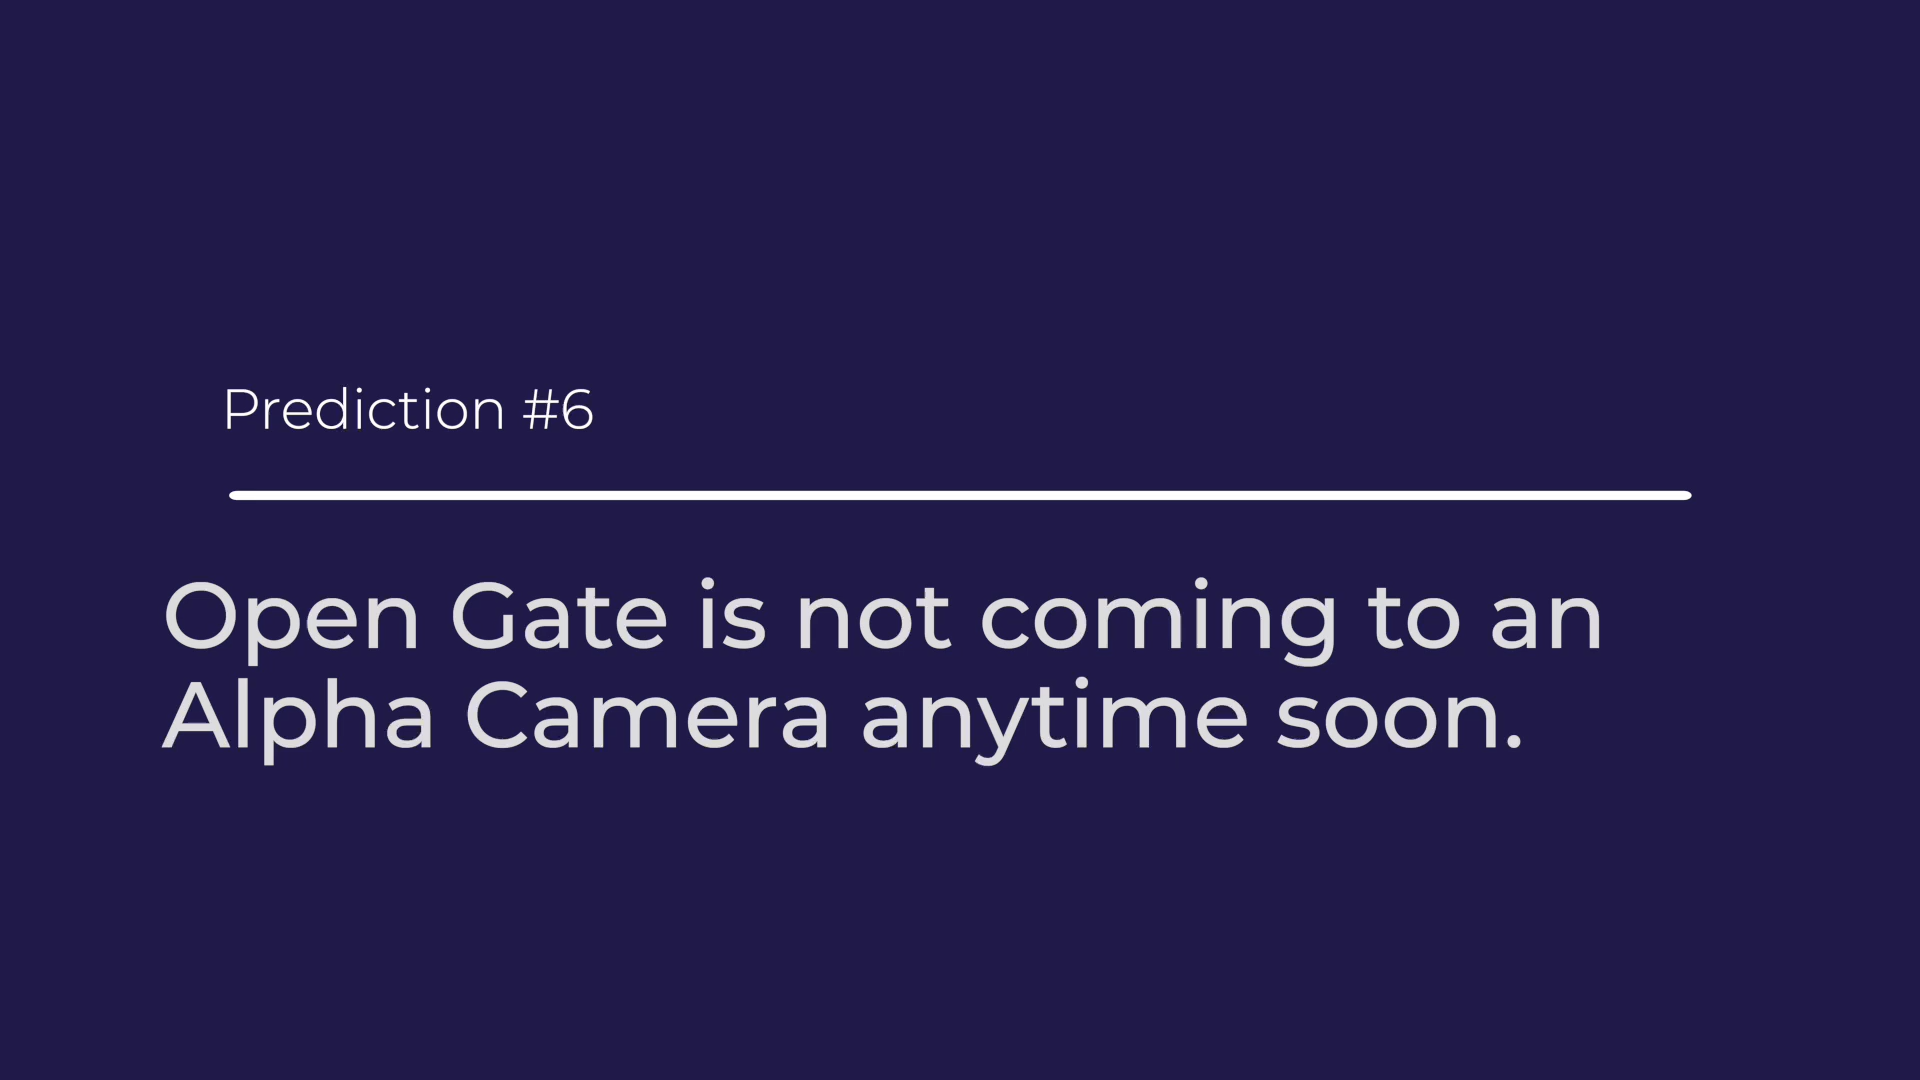 Prediction #6
Open Gate is not coming to an
Alpha Camera anytime soon.